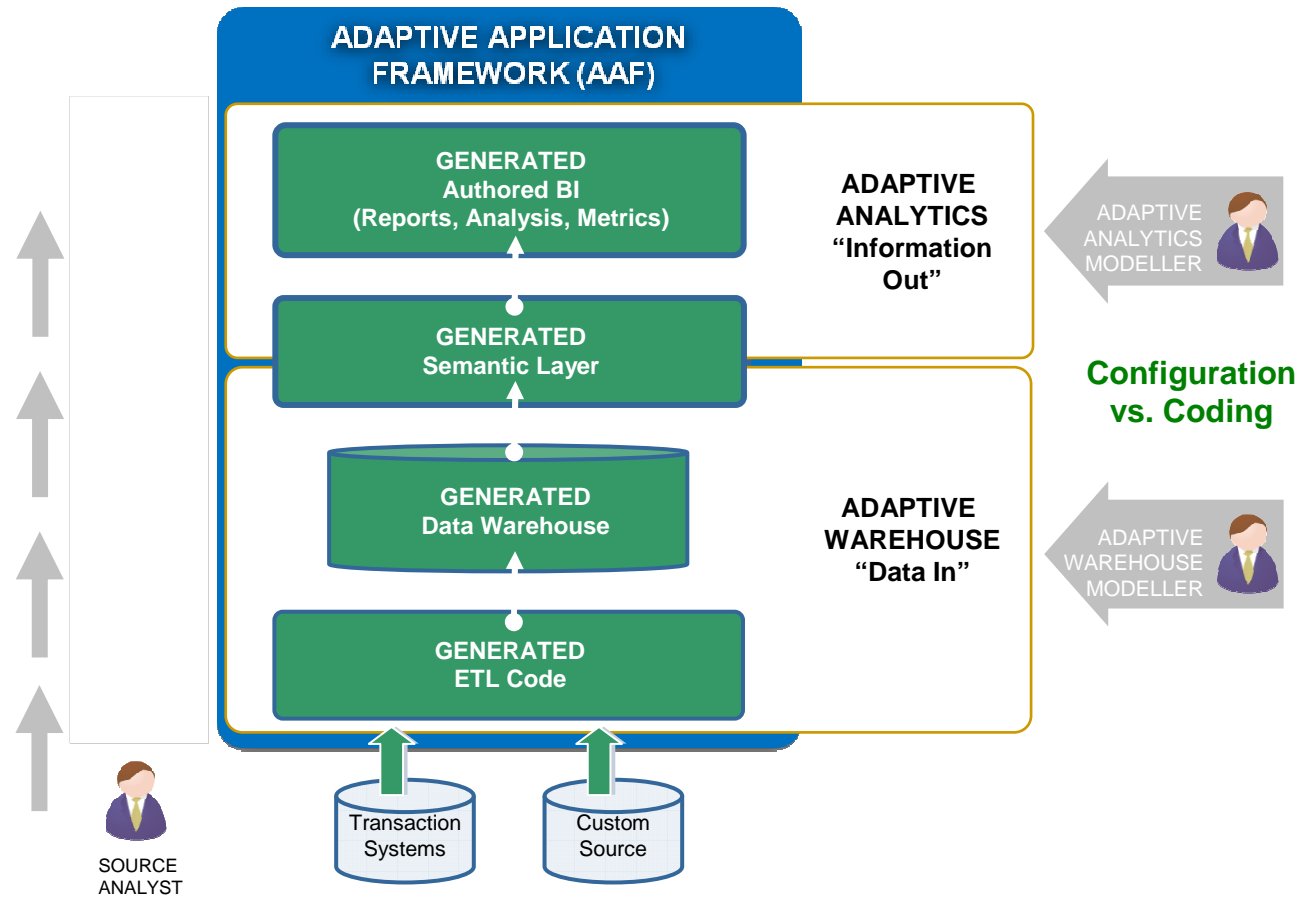 ADAPTIVE APPLICATION
FRAMEWORK (AAF)
GENERATED
Authored BI
(Reports, Analysis, Metrics)
ADAPTIVE
ANALYTICS
“Information
Out”
ADAPTIVE
ANALYTICS
MODELLER
GENERATED
Semantic Layer
Configuration
vs. Coding
GENERATED
Data Warehouse
ADAPTIVE
WAREHOUSE
“Data In”
ADAPTIVE
WAREHOUSE
MODELLER
GENERATED
ETL Code
Transaction
Systems
Custom
Source
SOURCE
ANALYST